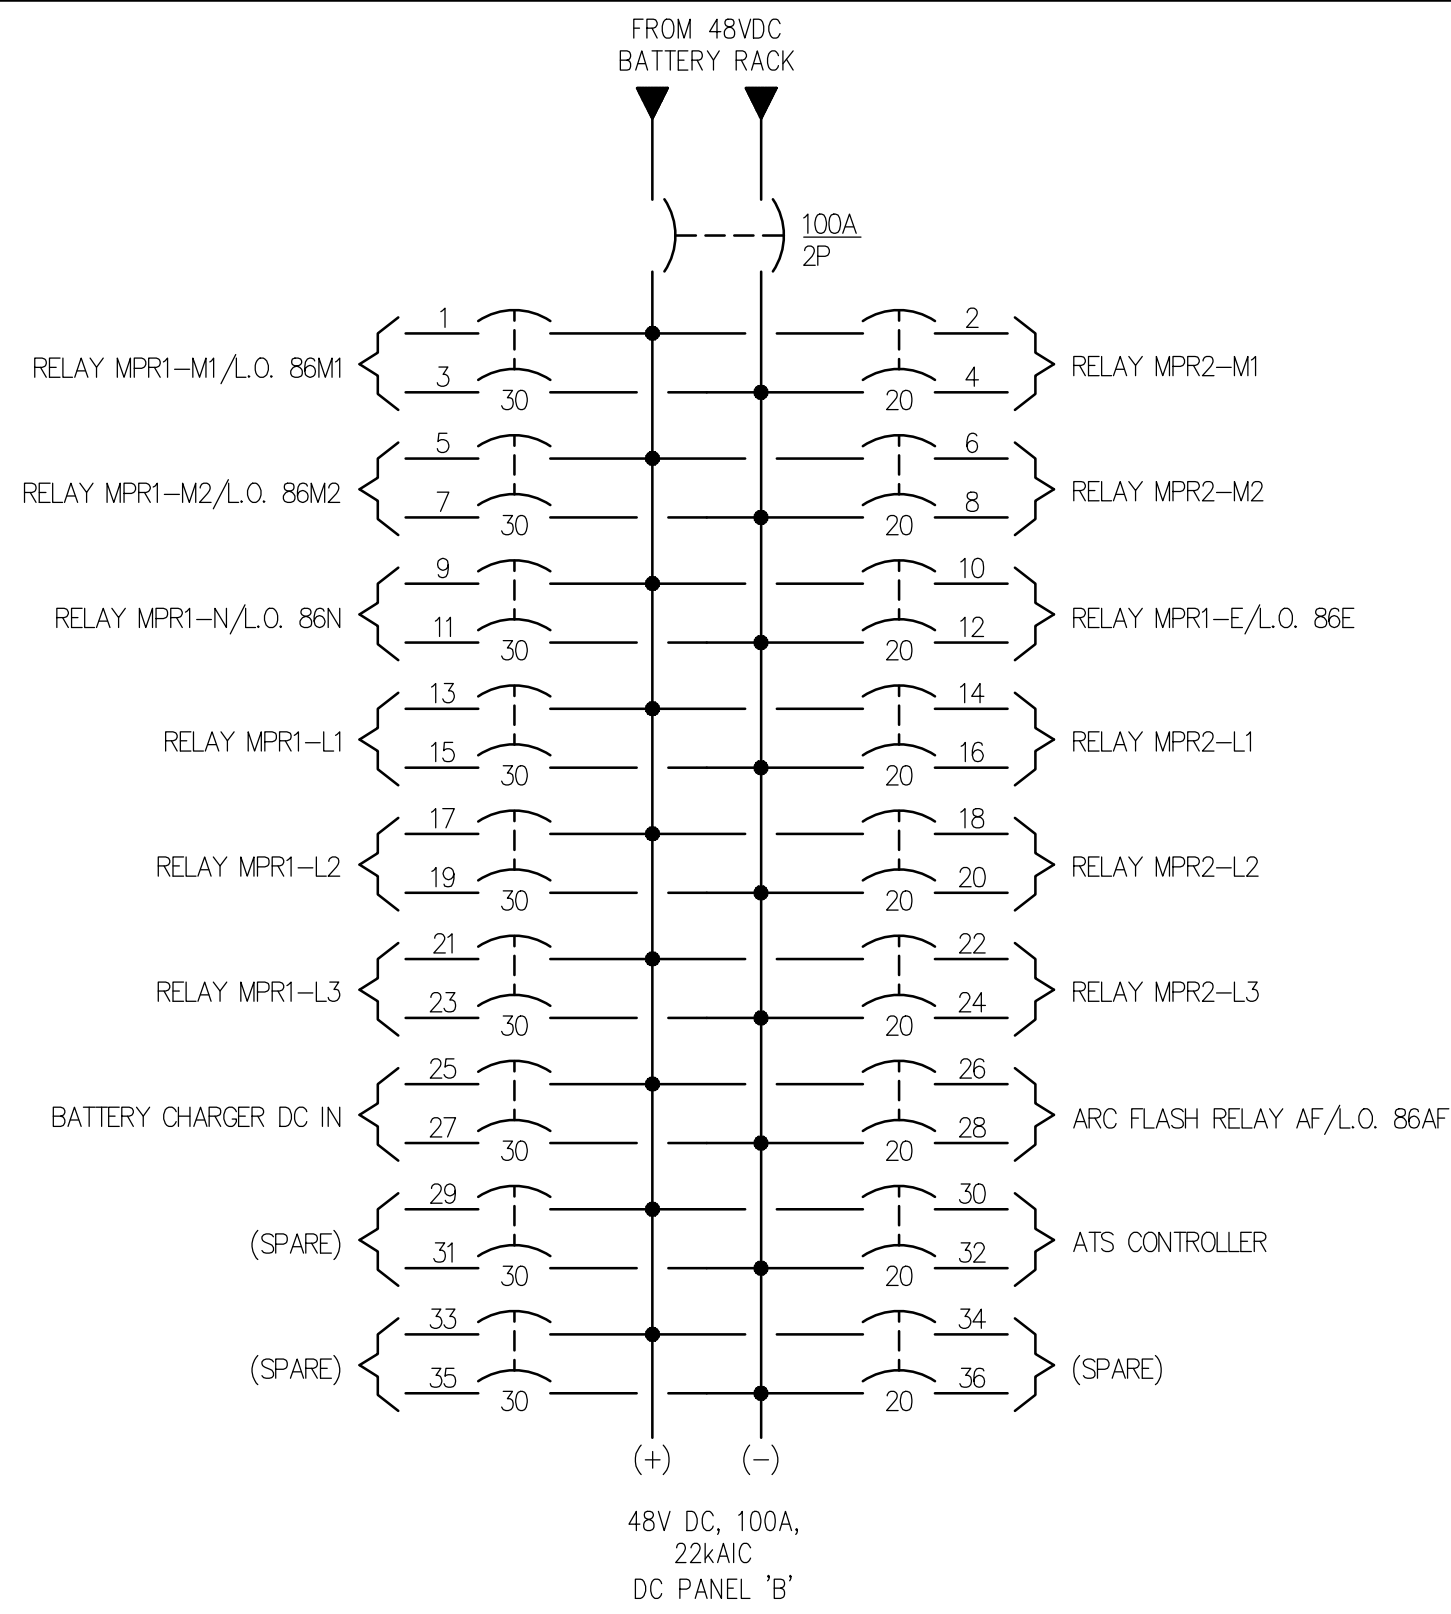 FROM 48VDC
BATTERY RACK
100A
2P
1
2
RELAY MPR1-M1/L.O. 86M1
RELAY MPR2-M1
3
4
30
20
5
6
RELAY MPR1-M2/L.O. 86M2
RELAY MPR2-M2
7
8
30
20
9
10
RELAY MPR1-N/L.O. 86N
RELAY MPR1-E/L.O. 86E
11
12
30
20
13
14
RELAY MPR1-L1
RELAY MPR2-L1
15
16
30
20
17
18
RELAY MPR1-L2
RELAY MPR2-L2
19
20
30
20
21
22
RELAY MPR1-L3
RELAY MPR2-L3
23
24
30
20
25
26
BATTERY CHARGER DC IN
ARC FLASH RELAY AF/L.O. 86AF
27
28
30
20
29
30
(SPARE)
ATS CONTROLLER
31
32
30
20
33
34
(SPARE)
(SPARE)
35
36
30
20
(+)
(-)
48V DC, 100A,
22kAIC
DC PANEL 'B'